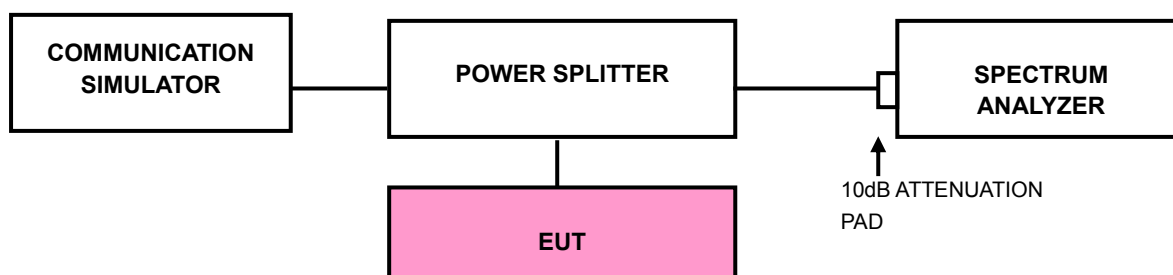 COMMUNICATION
SIMULATOR
POWER SPLITTER
SPECTRUM
ANALYZER
10dB ATTENUATION
PAD
EUT